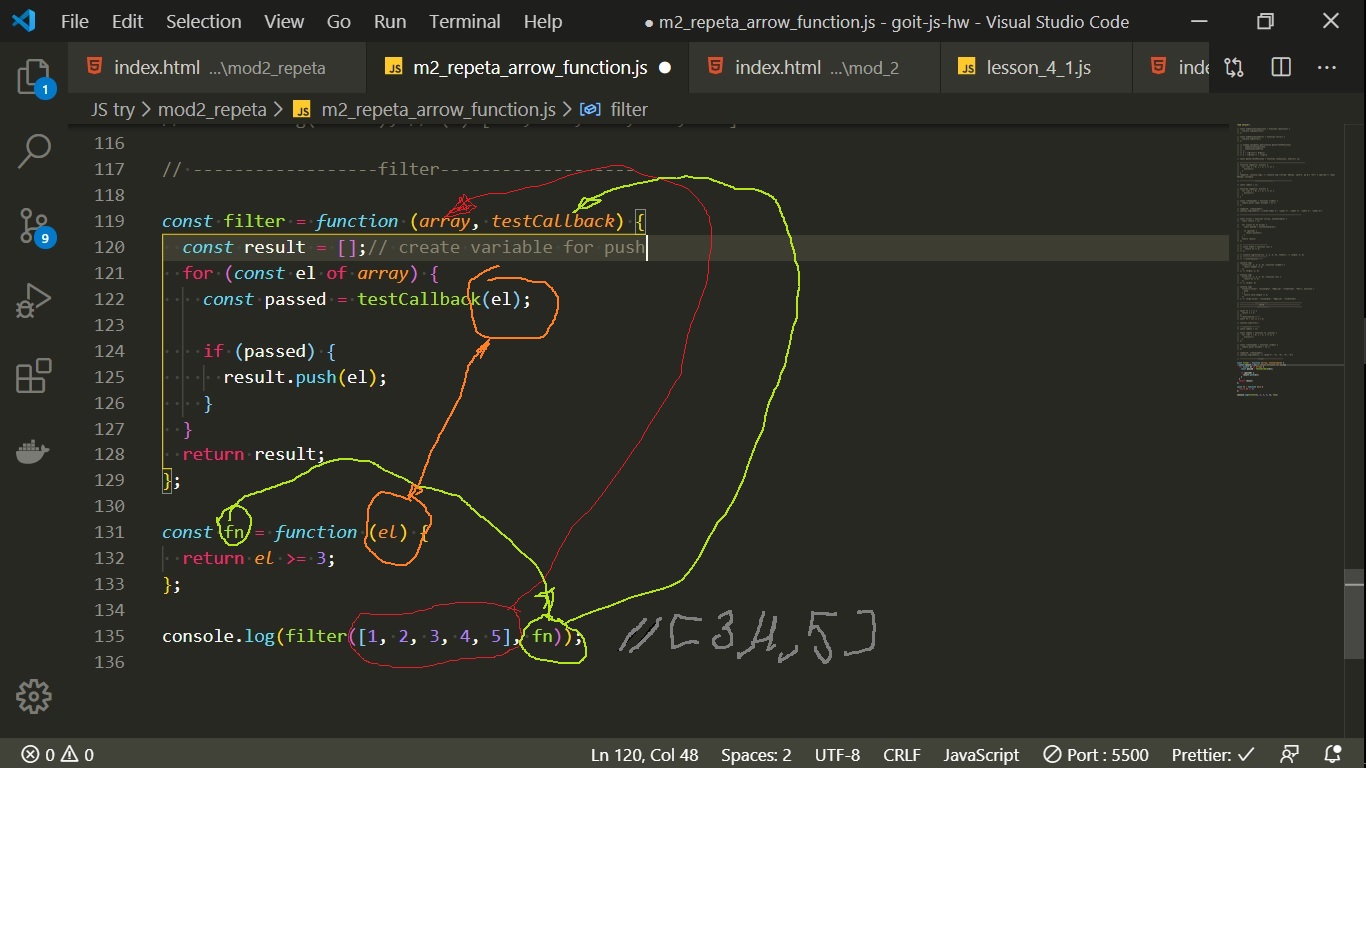 File Edit Selection View Go Run Terminal Help ● m2_repeta_arrow_function.js - goit-js-hw - Visual Studio Code
index.html ...\mod2_repeta JS m2_repeta_arrow_function.js ● index.html ...\mod_2 JS lesson_4_1.js inde
JS try > mod2_repeta > JS m2_repeta_arrow_function.js > filter
1
9
116
117 // ------------------filter-------------------
118
119 const filter = function (array, testCallback) {
120 const result = [];// create variable for push
121 for (const el of array) {
122 const passed = testCallback(el);
123
124 if (passed) {
125 result.push(el);
126 }
127 }
128 return result;
129 };
130
131 const fn = function (el) {
132 return el >= 3;
133 };
134
135 console.log(filter([1, 2, 3, 4, 5], fn)); //[3,4,5]
136
0 0 Ln 120, Col 48 Spaces: 2 UTF-8 CRLF JavaScript Port : 5500 Prettier: ✓